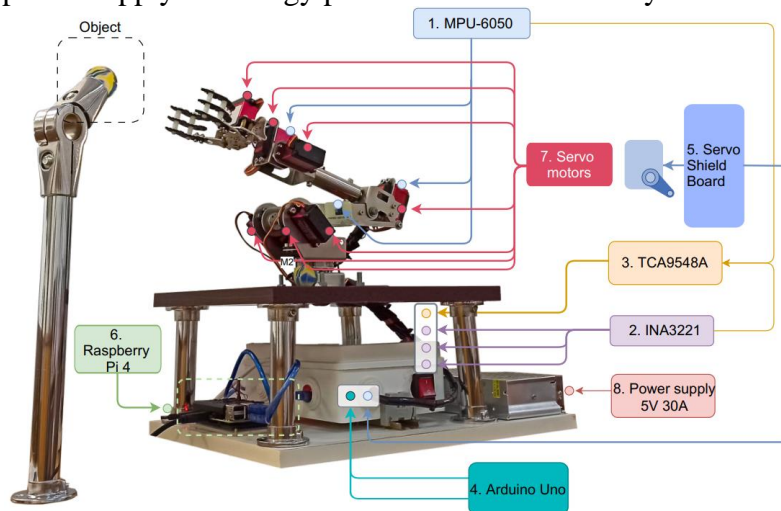 Object
1. MPU-6050
7. Servo
motors
5. Servo
Shield
Board
M2
3. TCA9548A
2. INA3221
6.
Raspberry
Pi 4
8. Power supply
5V 30A
4. Arduino Uno